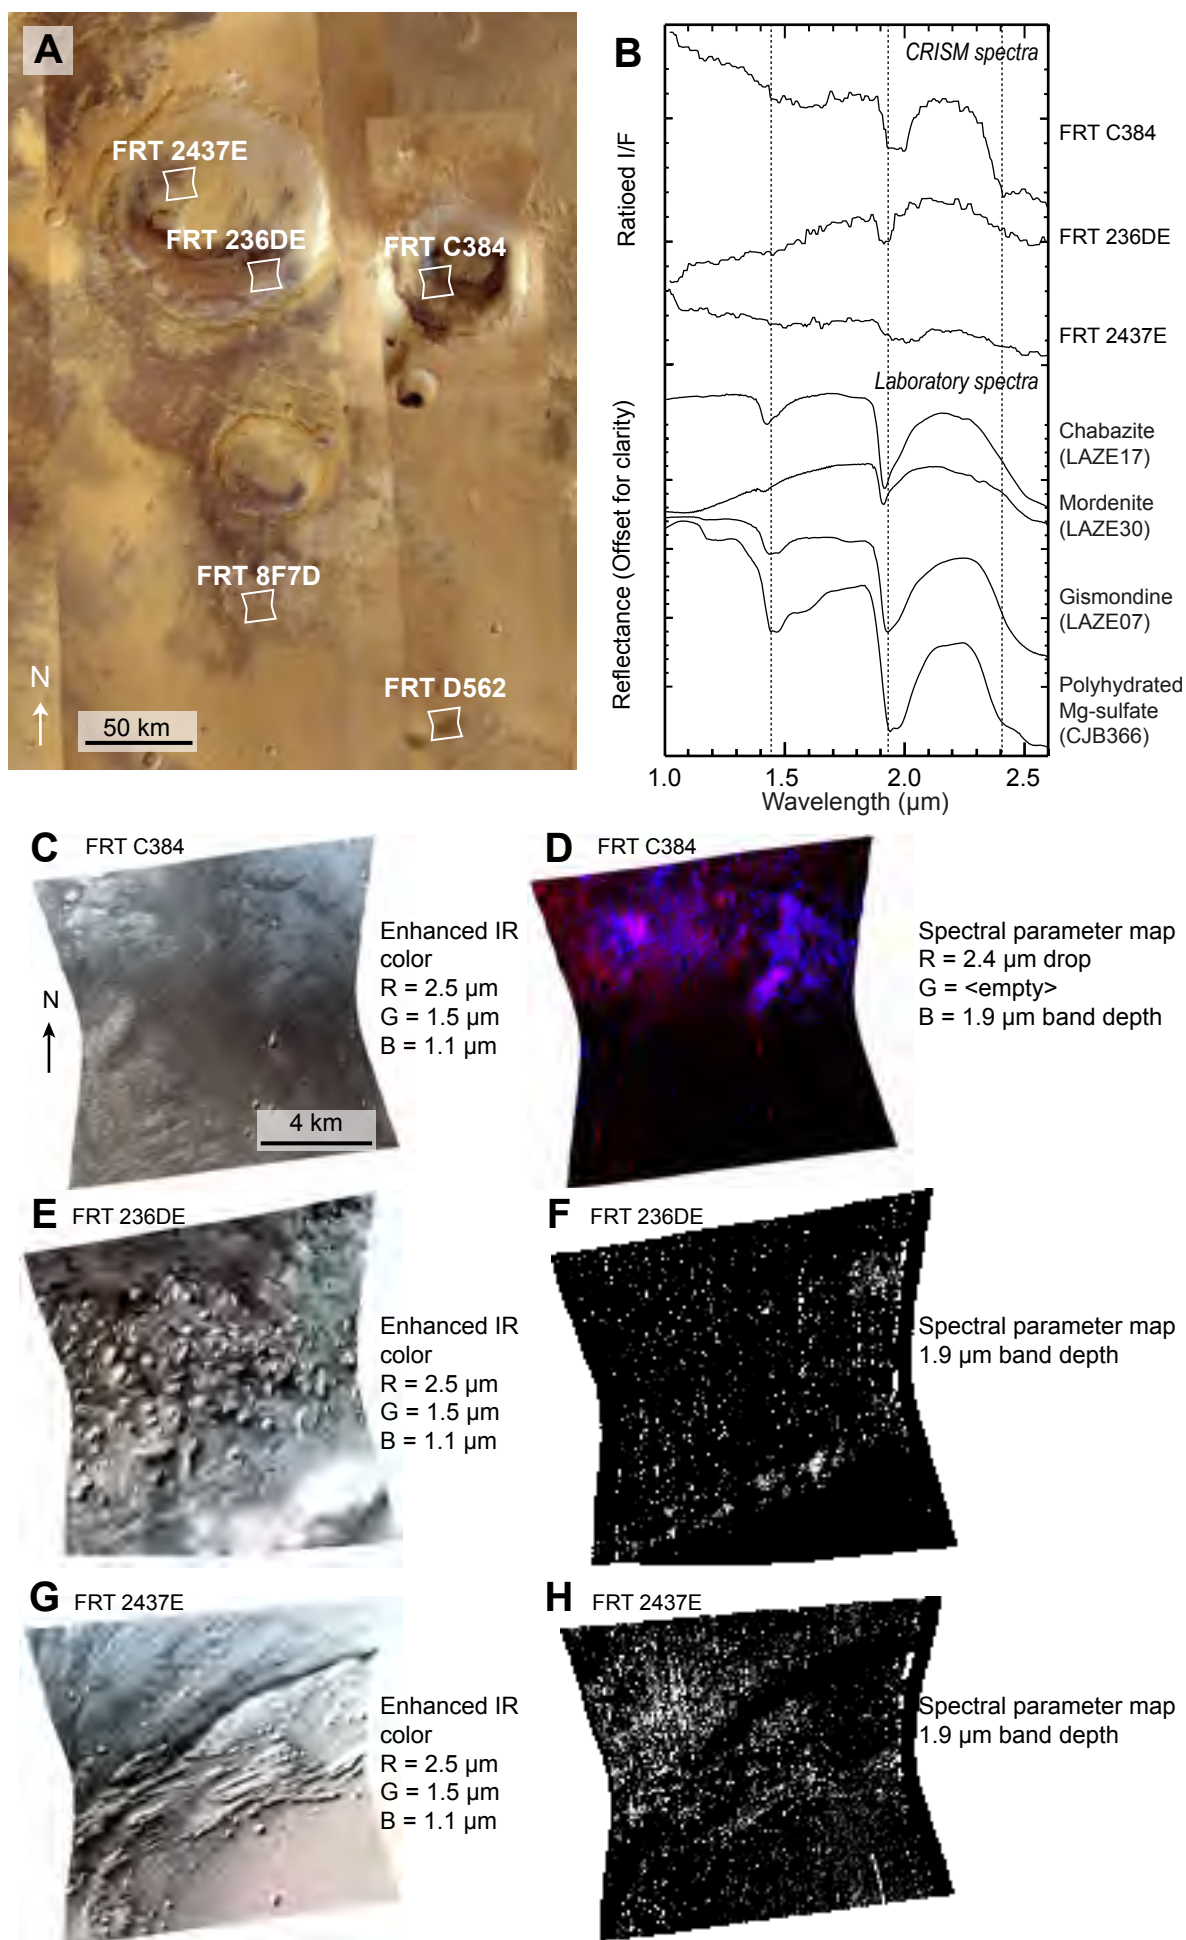 A
FRT 2437E
FRT 236DE
FRT C384
FRT 8F7D
FRT D562
N
50 km
B
CRISM spectra
Ratioed I/F
FRT C384
FRT 236DE
FRT 2437E
Laboratory spectra
Reflectance (Offset for clarity)
Chabazite
(LAZE17)
Mordenite
(LAZE30)
Gismondine
(LAZE07)
Polyhydrated
Mg-sulfate
(CJB366)
1.0 1.5 2.0 2.5
Wavelength (µm)
C FRT C384
Enhanced IR
color
R = 2.5 µm
G = 1.5 µm
B = 1.1 µm
N
4 km
D FRT C384
Spectral parameter map
R = 2.4 µm drop
G = <empty>
B = 1.9 µm band depth
E FRT 236DE
Enhanced IR
color
R = 2.5 µm
G = 1.5 µm
B = 1.1 µm
F FRT 236DE
Spectral parameter map
1.9 µm band depth
G FRT 2437E
Enhanced IR
color
R = 2.5 µm
G = 1.5 µm
B = 1.1 µm
H FRT 2437E
Spectral parameter map
1.9 µm band depth